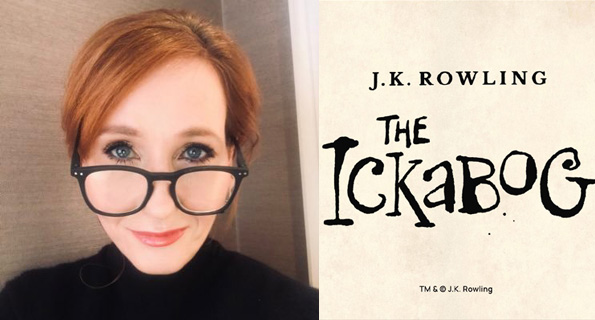 J.K. ROWLING
THE
ICKABOG
TM & © J.K. Rowling